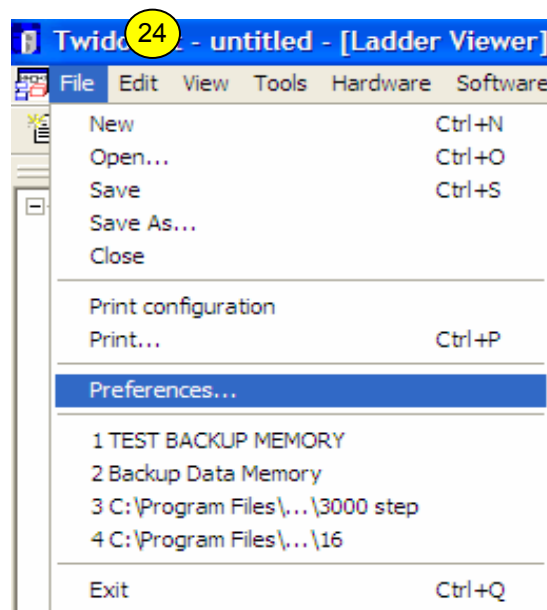 24
- untitled - [Ladder Viewer]
File Edit View Tools Hardware Software
New Ctrl+N
Open... Ctrl+O
Save Ctrl+S
Save As...
Close
Print configuration
Print... Ctrl+P
Preferences...
1 TEST BACKUP MEMORY
2 Backup Data Memory
3 C:\Program Files\...\3000 step
4 C:\Program Files\...\16
Exit Ctrl+Q